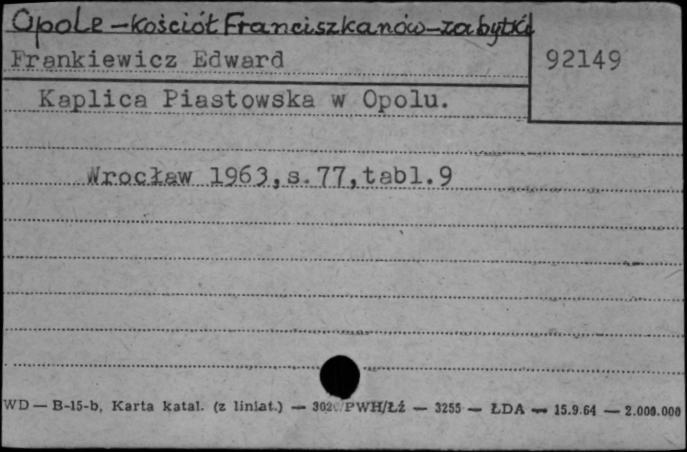 Opole – kościół Franciszkanów – zabytki
Frankiewicz Edward
92149
Kaplica Piastowska w Opolu.
Wrocław 1963,s.77,tabl.9
WD — B-15-b, Karta katal. (z liniat.) — 3020/PWH/Łź — 3255 — ŁDA — 15.9.64 — 2.000.000